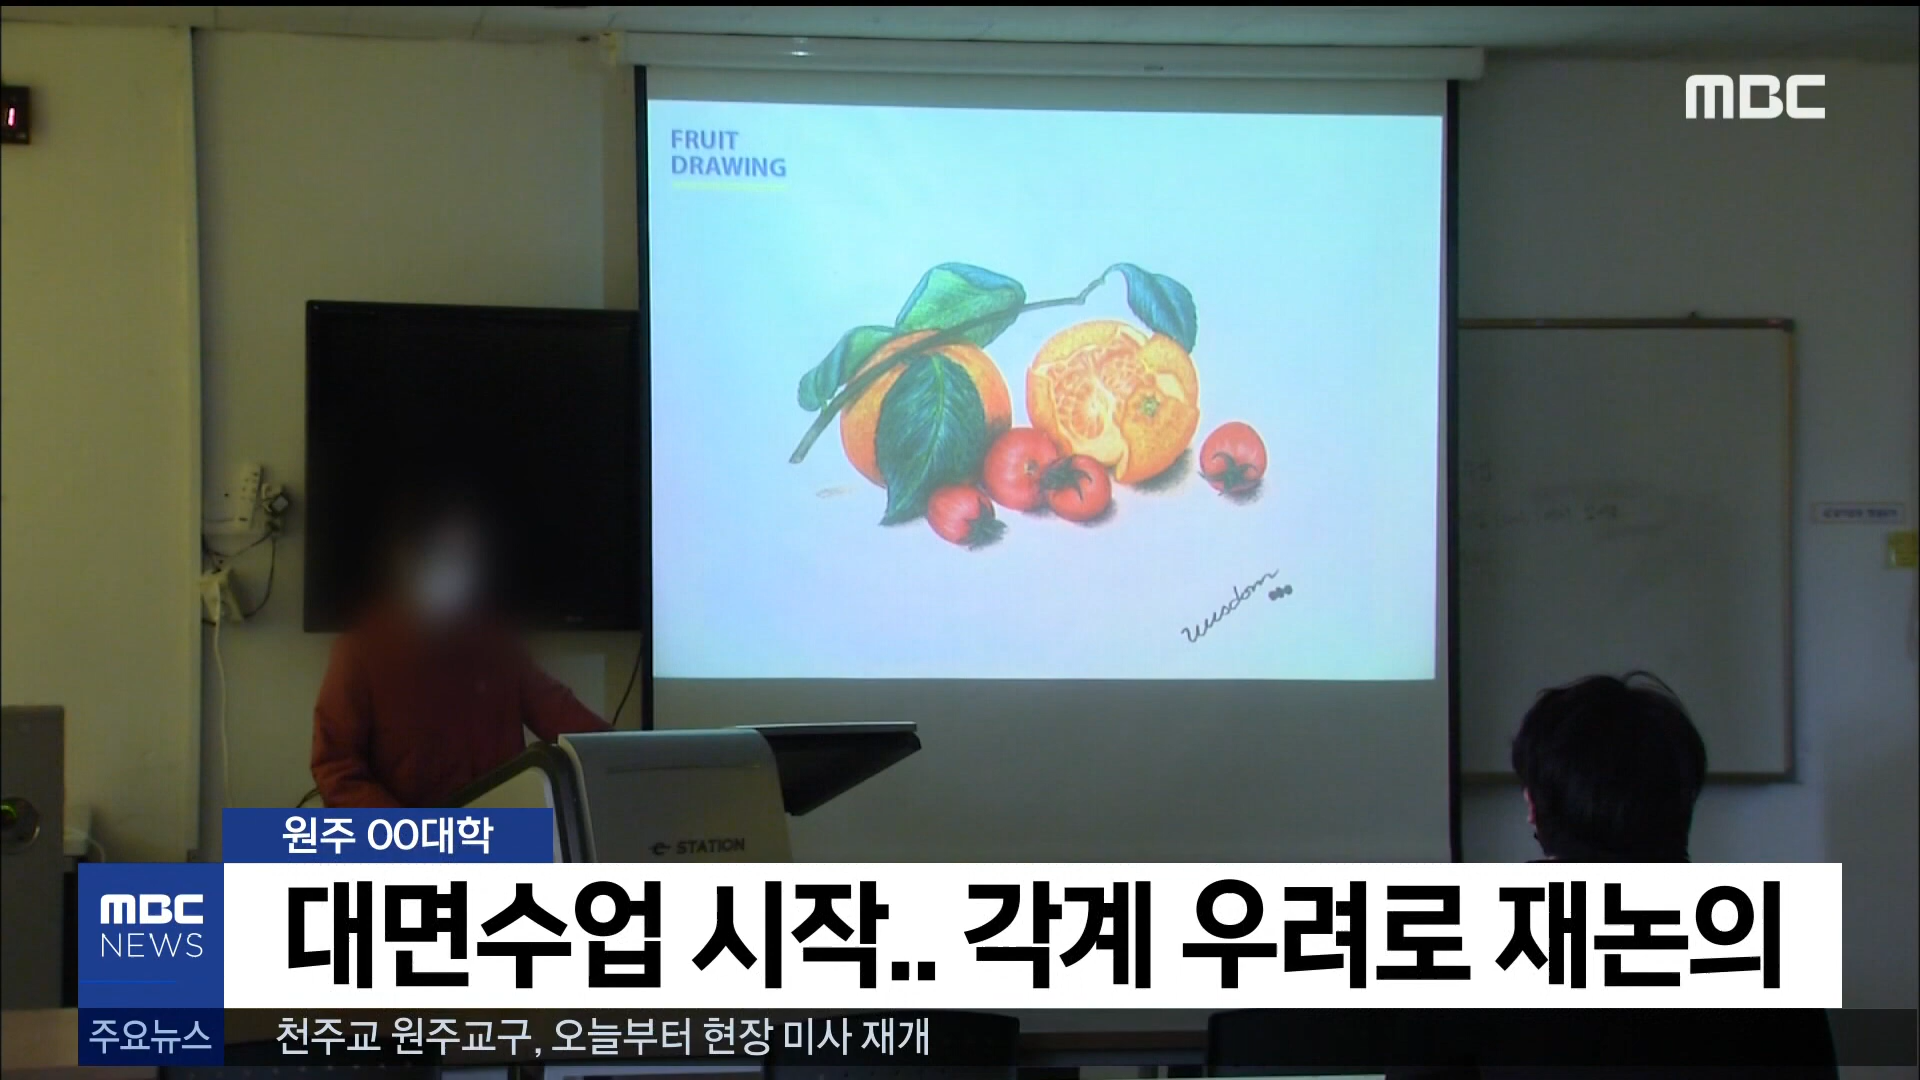 MBC
FRUIT
DRAWING
wisdom
e-STATION
원주 OO대학
MBC
NEWS
대면수업 시작.. 각계 우려로 재논의
주요뉴스
천주교 원주교구, 오늘부터 현장 미사 재개